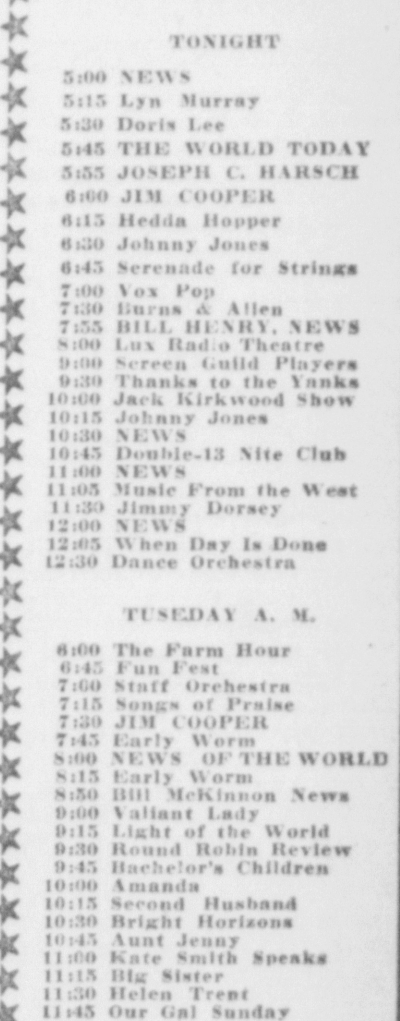 TONIGHT
5:00 NEWS
5:15 Lyn Murray
5:30 Doris Lee
5:45 THE WORLD TODAY
5:55 JOSEPH C. HARSCH
6:00 JIM COOPER
6:15 Hedda Hopper
6:30 Johnny Jones
6:45 Serenade for Strings
7:00 Vox Pop
7:30 Burns & Allen
7:55 BILL HENRY, NEWS
8:00 Lux Radio Theatre
9:00 Screen Guild Players
9:30 Thanks to the Yanks
10:00 Jack Kirkwood Show
10:15 Johnny Jones
10:30 NEWS
10:45 Double-13 Nite Club
11:00 NEWS
11:05 Music From the West
11:30 Jimmy Dorsey
12:00 NEWS
12:05 When Day Is Done
12:30 Dance Orchestra
TUSEDAY A. M.
6:00 The Farm Hour
6:45 Fun Fest
7:00 Staff Orchestra
7:15 Songs of Praise
7:30 JIM COOPER
7:45 Early Worm
8:00 NEWS OF THE WORLD
8:15 Early Worm
8:50 Bill McKinnon News
9:00 Valiant Lady
9:15 Light of the World
9:30 Round Robin Review
9:45 Bachelor's Children
10:00 Amanda
10:15 Second Husband
10:30 Bright Horizons
10:45 Aunt Jenny
11:00 Kate Smith Speaks
11:15 Big Sister
11:30 Helen Trent
11:45 Our Gal Sunday